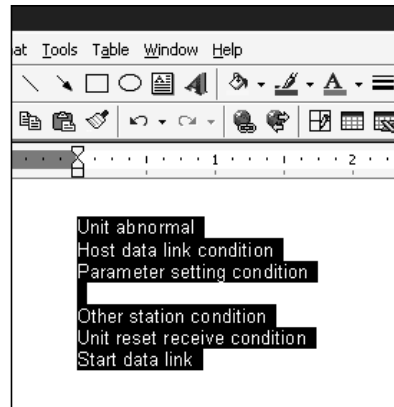 at Tools Table Window Help
A
1 2
Unit abnormal
Host data link condition
Parameter setting condition
Other station condition
Unit reset receive condition
Start data link